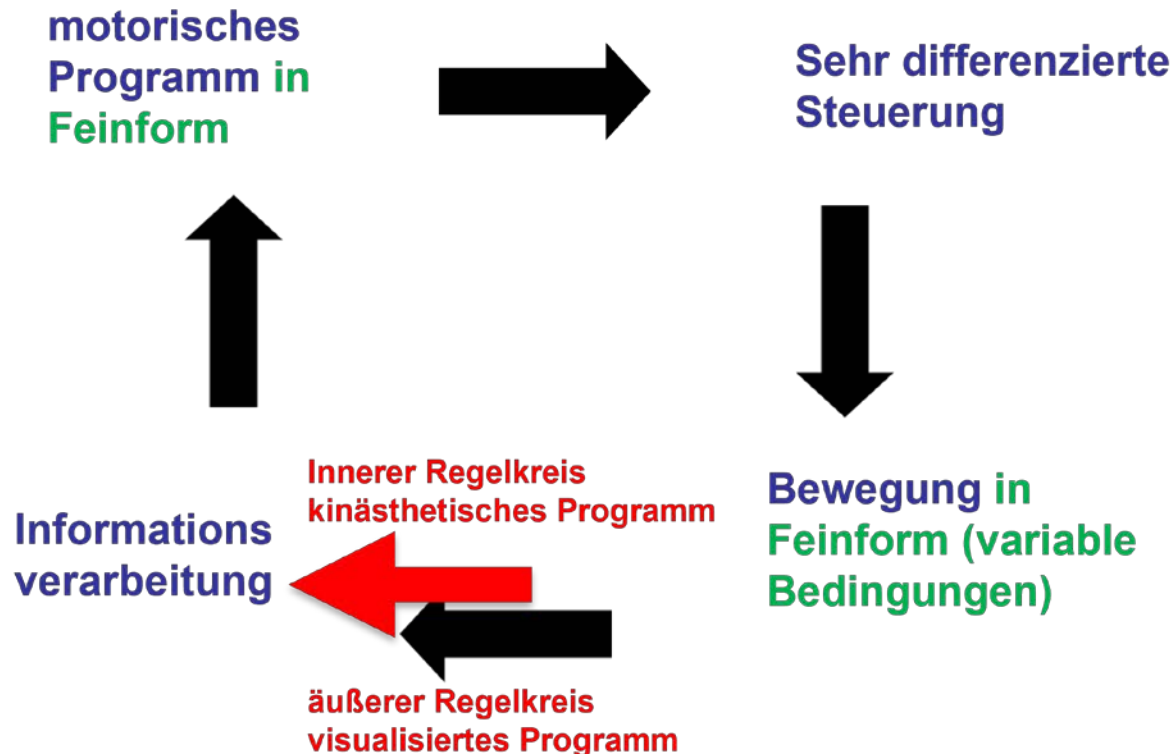 motorisches
Programm in
Feinform
Sehr differenzierte
Steuerung
Innerer Regelkreis
kinästhetisches Programm
Informations
verarbeitung
Bewegung in
Feinform (variable
Bedingungen)
äußerer Regelkreis
visualisiertes Programm